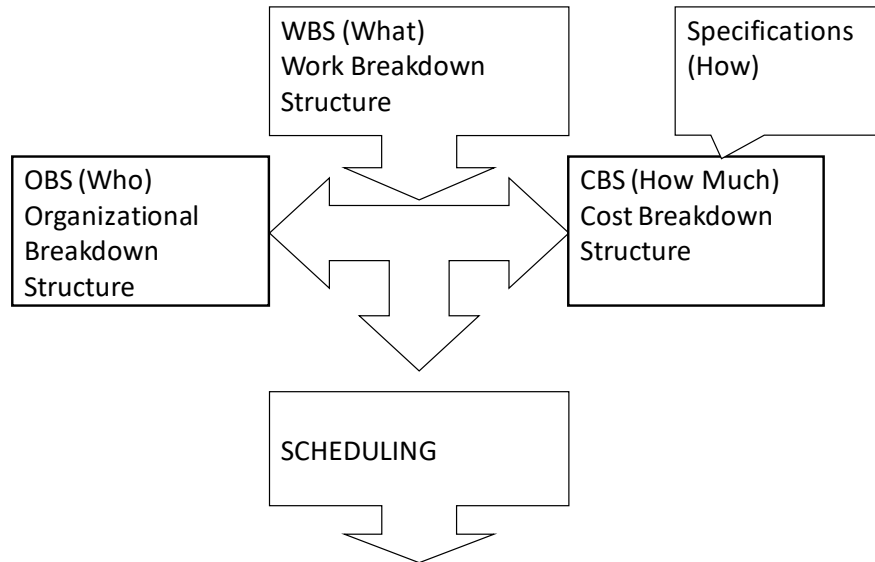 WBS (What)
Work Breakdown
Structure
Specifications
(How)
OBS (Who)
Organizational
Breakdown
Structure
CBS (How Much)
Cost Breakdown
Structure
SCHEDULING